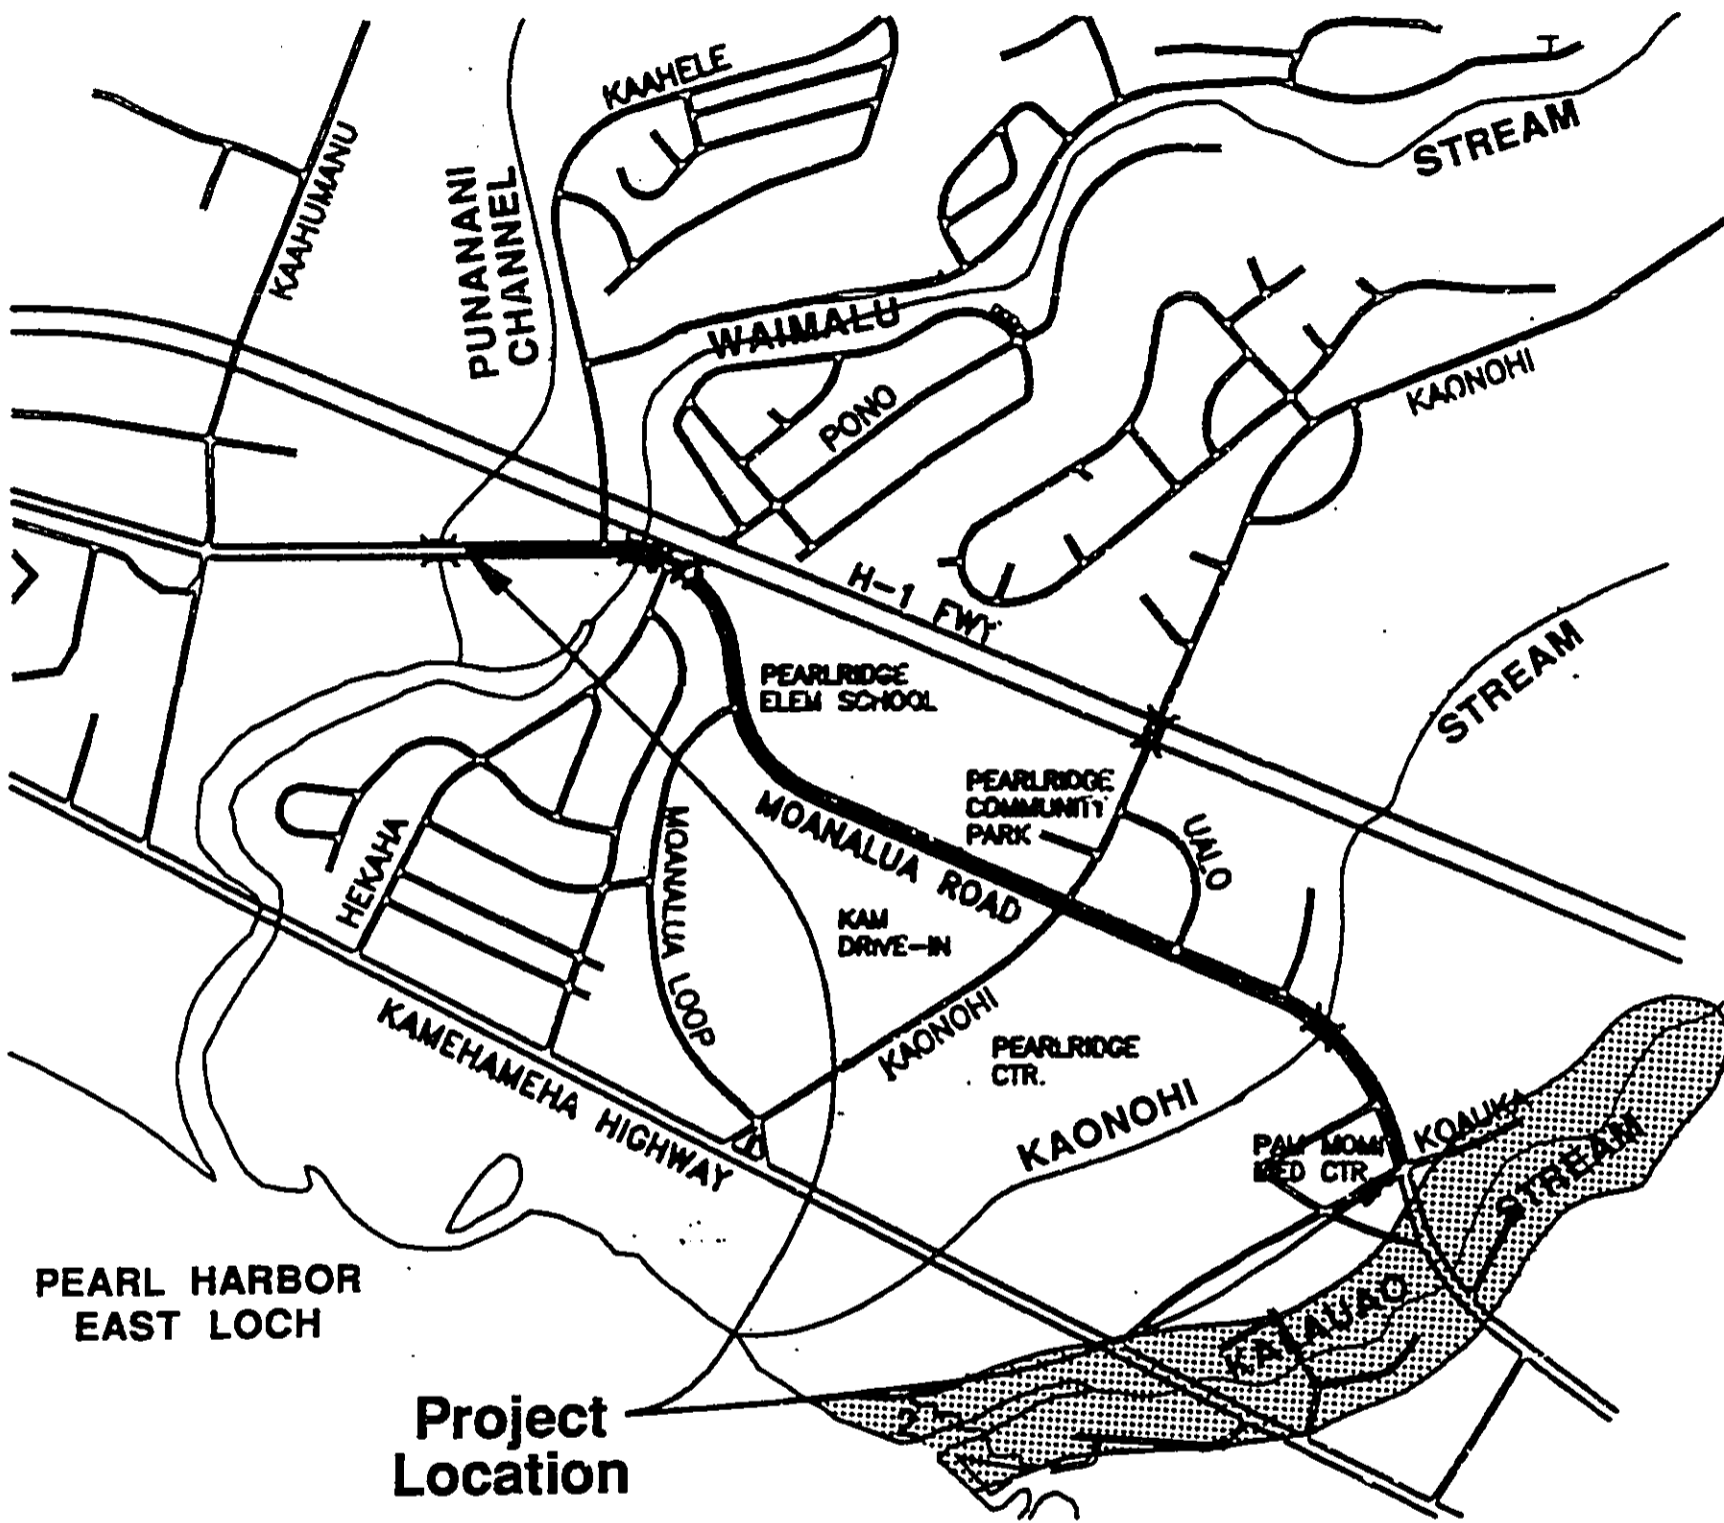 KAAHELE
STREAM
KAAHUMANU
PUNANANI
CHANNEL
WAIMALU
PONO
KAONOHI
H-1 FWY
STREAM
PEARLRIDGE
ELEM SCHOOL
PEARLRIDGE
COMMUNITY
PARK
UALO
MOANALUA ROAD
HEKAHA
MOANALUA LOOP
KAM
DRIVE-IN
KAONOHI
PEARLRIDGE
CTR.
KAMEHAMEHA HIGHWAY
KAONOHI
KOAUKA
PALI MOMI
MED CTR
STREAM
KALAUAO
PEARL HARBOR
EAST LOCH
Project
Location